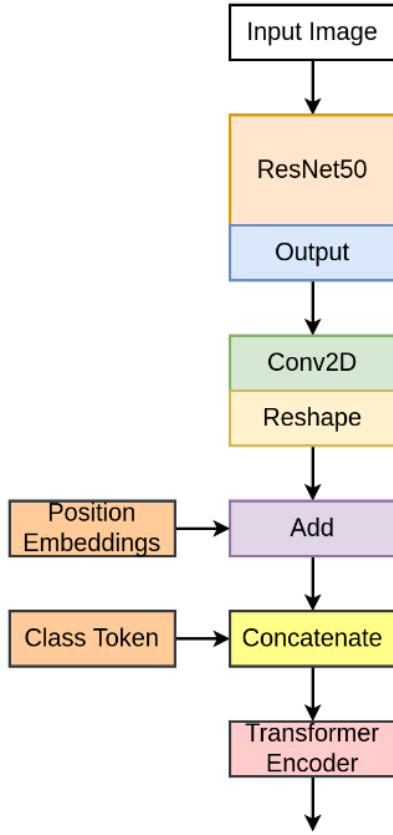 Input Image
ResNet50
Output
Conv2D
Reshape
Position
Embeddings
Add
Class Token
Concatenate
Transformer
Encoder